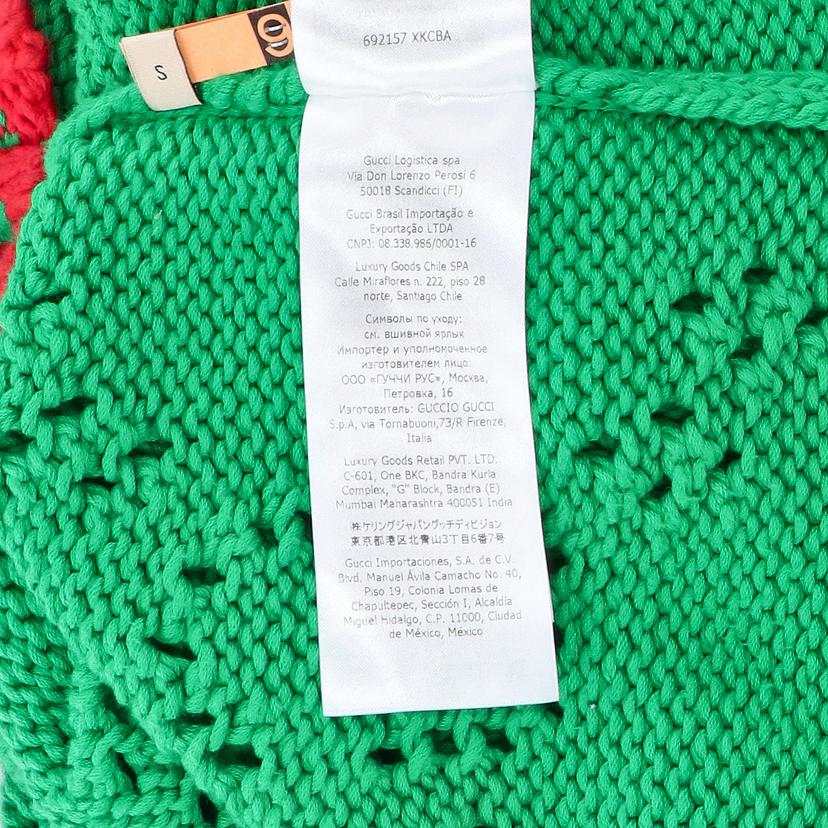 S
692157 XKCBA
Gucci Logistica spa
Via Don Lorenzo Perosi 6
50018 Scandicci (FI)
Gucci Brasil Importação e
Exportação LTDA
CNPJ: 08.338.986/0001-16
Luxury Goods Chile SPA
Calle Miraflores n. 222, piso 28
norte, Santiago Chile
Символы по уходу:
см. вшивной ярлык
Импортер и уполномоченное
изготовителем лицо:
ООО «ГУЧЧИ РУС», Москва,
Петровка, 16
Изготовитель: GUCCIO GUCCI
S.p.A, via Tornabuoni,73/R Firenze,
Italia
Luxury Goods Retail PVT. LTD.
C-601, One BKC, Bandra Kurla
Complex, "G" Block, Bandra (E)
Mumbai Maharashtra 400051 India
㈱ケリングジャパングッチディビジョン
東京都港区北青山3丁目6番7号
Gucci Importaciones, S.A. de C.V.
Blvd. Manuel Ávila Camacho No. 40,
Piso 19, Colonia Lomas de
Chapultepec, Sección I, Alcaldía
Miguel Hidalgo, C.P. 11000, Ciudad
de México, México